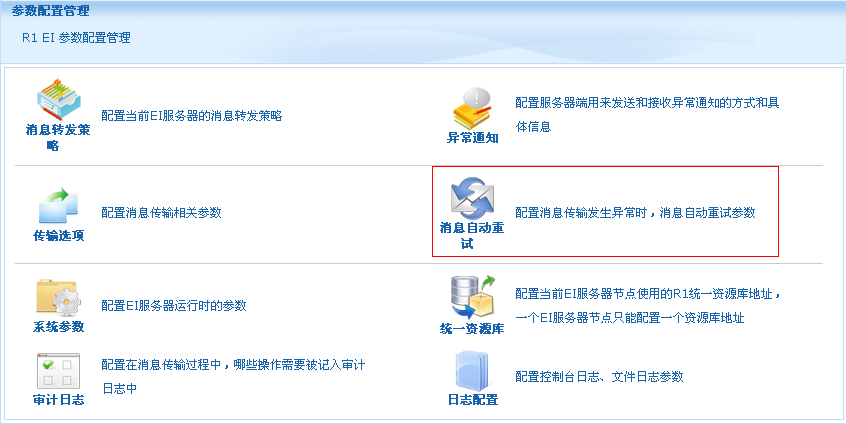 参数配置管理
R1 EI 参数配置管理
消息转发策
略
配置当前EI服务器的消息转发策略
异常通知
配置服务器端用来发送和接收异常通知的方式和具
体信息
传输选项
配置消息传输相关参数
消息自动重
试
配置消息传输发生异常时，消息自动重试参数
系统参数
配置EI服务器运行时的参数
统一资源库
配置当前EI服务器节点使用的R1统一资源库地址，
一个EI服务器节点只能配置一个资源库地址
审计日志
配置在消息传输过程中，哪些操作需要被记入审计
日志中
日志配置
配置控制台日志、文件日志参数